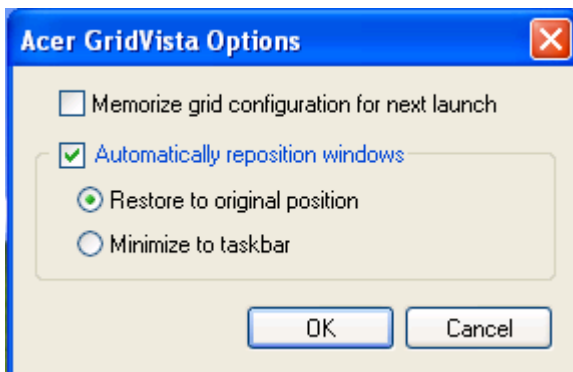 Acer GridVista Options
Memorize grid configuration for next launch
Automatically reposition windows
Restore to original position
Minimize to taskbar
OK
Cancel